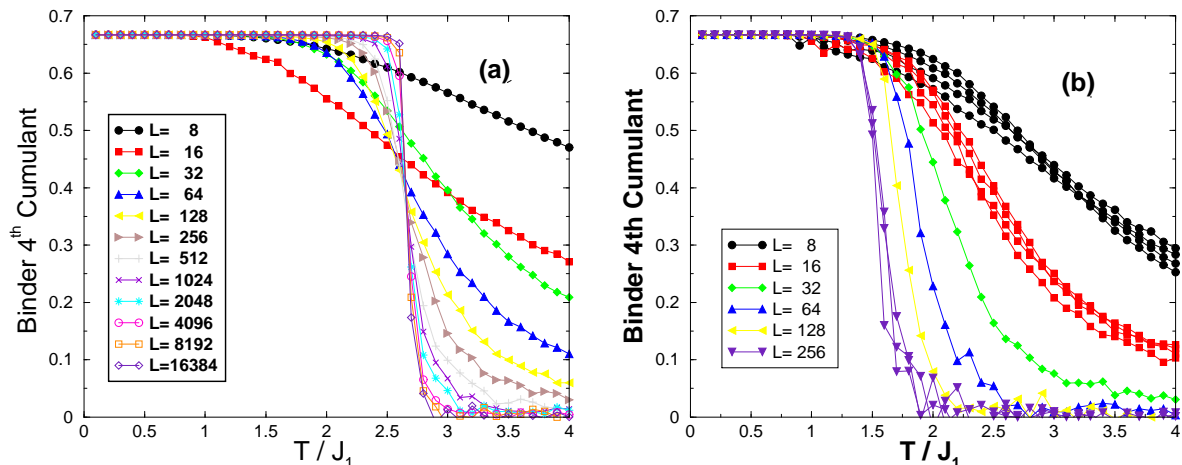 0.7
0.6
0.5
0.4
0.3
0.2
0.1
0
Binder 4th Cumulant
(a)
L= 8
L= 16
L= 32
L= 64
L= 128
L= 256
L= 512
L= 1024
L= 2048
L= 4096
L= 8192
L=16384
0 0.5 1 1.5 2 2.5 3 3.5 4
T / J1
0.7
0.6
0.5
0.4
0.3
0.2
0.1
0
Binder 4th Cumulant
(b)
L= 8
L= 16
L= 32
L= 64
L= 128
L= 256
0 0.5 1 1.5 2 2.5 3 3.5 4
T / J1